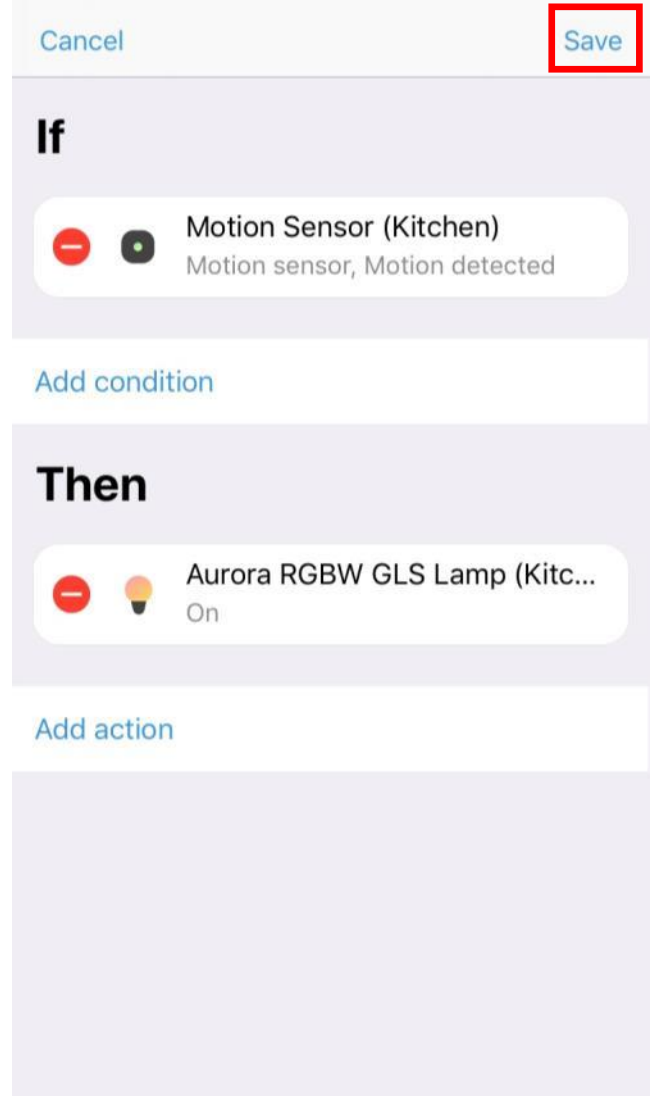 Cancel Save
If
Motion Sensor (Kitchen)
Motion sensor, Motion detected
Add condition
Then
Aurora RGBW GLS Lamp (Kitc...
On
Add action